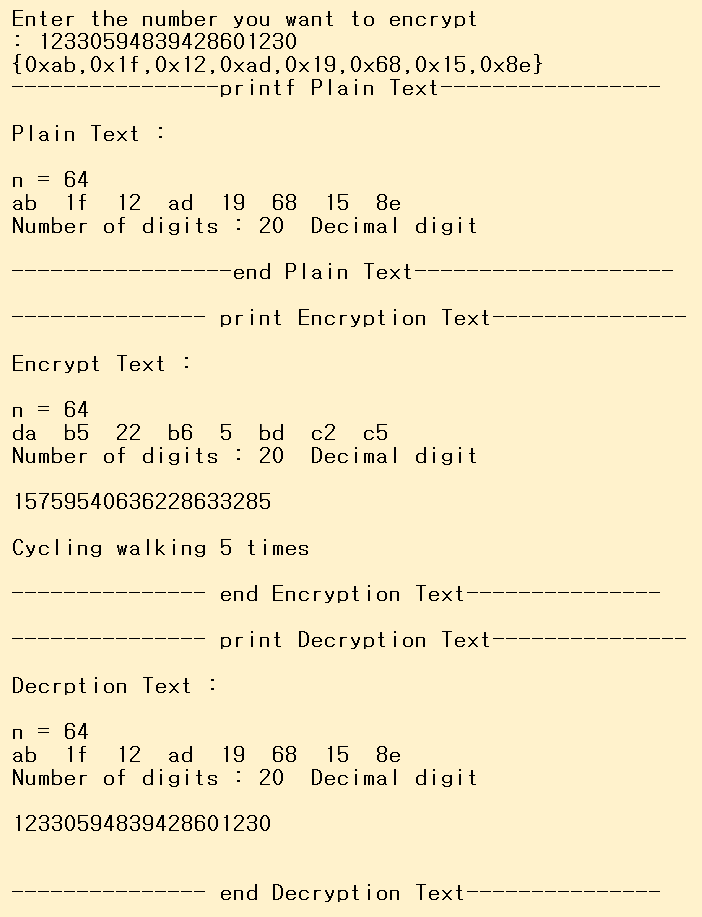 Enter the number you want to encrypt
: 12330594839428601230
{0xab,0x1f,0x12,0xad,0x19,0x68,0x15,0x8e}
----------------printf Plain Text-----------------
Plain Text :
n = 64
ab  1f  12  ad  19  68  15  8e
Number of digits : 20  Decimal digit
-----------------end Plain Text--------------------
--------------- print Encryption Text---------------
Encrypt Text :
n = 64
da  b5  22  b6  5  bd  c2  c5
Number of digits : 20  Decimal digit
15759540636228633285
Cycling walking 5 times
--------------- end Encryption Text---------------
--------------- print Decryption Text---------------
Decrption Text :
n = 64
ab  1f  12  ad  19  68  15  8e
Number of digits : 20  Decimal digit
12330594839428601230
--------------- end Decryption Text---------------